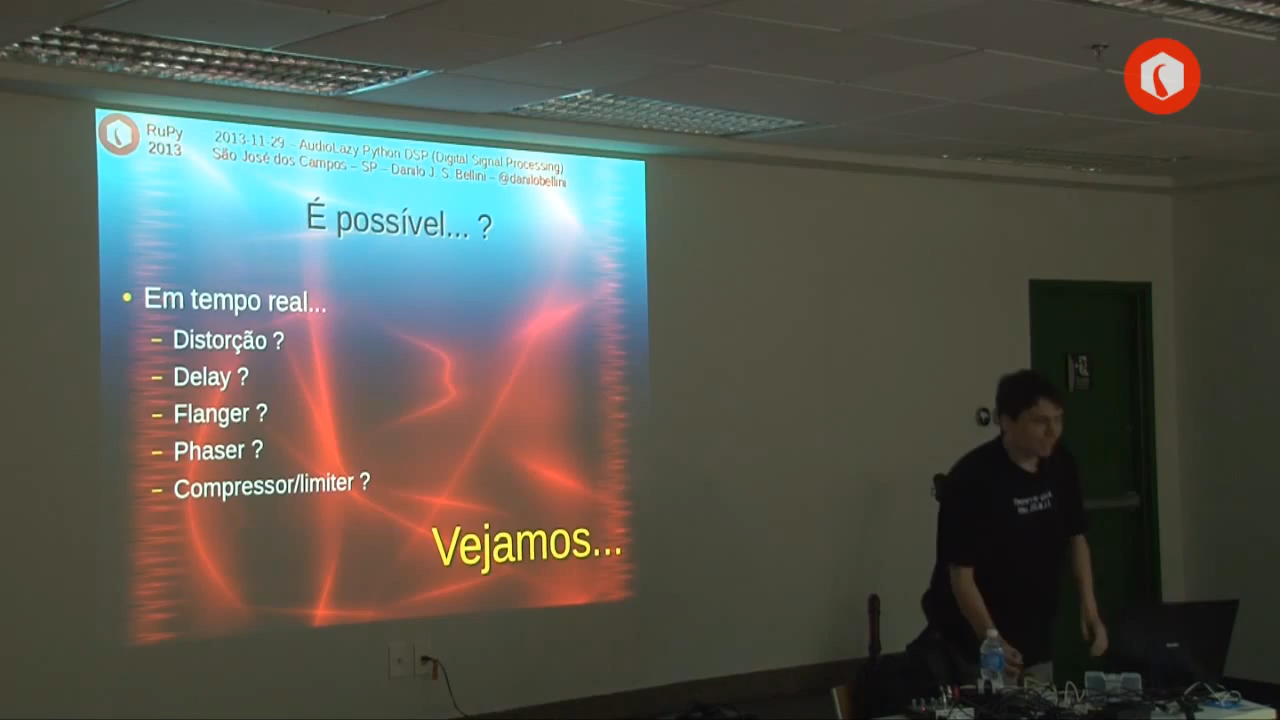 RuPy
2013
2013-11-29 – AudioLazy Python DSP (Digital Signal Processing)
São José dos Campos – SP – Danilo J. S. Bellini – @danilobellini
É possível... ?
• Em tempo real...
– Distorção ?
– Delay ?
– Flanger ?
– Phaser ?
– Compressor/limiter ?
Vejamos...